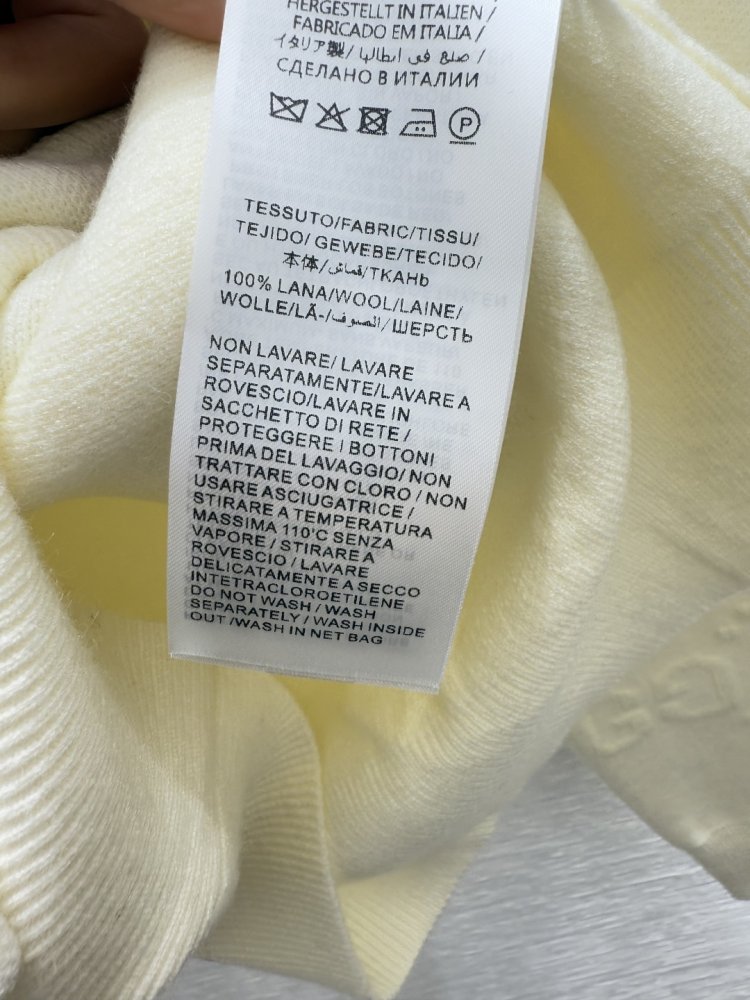 HERGESTELLT IN ITALIEN /
FABRICADO EM ITALIA /
イタリア製/ صنع في ايطاليا /
СДЕЛАНО В ИТАЛИИ
P
TESSUTO/FABRIC/TISSU/
TEJIDO/ GEWEBE/TECIDO/
本体/قماش/ТКАНЬ
100% LANA/WOOL/LAINE/
WOLLE/LÃ-/الصوف/ШЕРСТЬ
NON LAVARE/ LAVARE
SEPARATAMENTE/LAVARE A
ROVESCIO/LAVARE IN
SACCHETTO DI RETE /
PROTEGGERE I BOTTONI
PRIMA DEL LAVAGGIO/ NON
TRATTARE CON CLORO / NON
USARE ASCIUGATRICE /
STIRARE A TEMPERATURA
MASSIMA 110'C SENZA
VAPORE / STIRARE A
ROVESCIO / LAVARE
DELICATAMENTE A SECCO
INTETRACLOROETILENE
DO NOT WASH / WASH
SEPARATELY / WASH INSIDE
OUT /WASH IN NET BAG